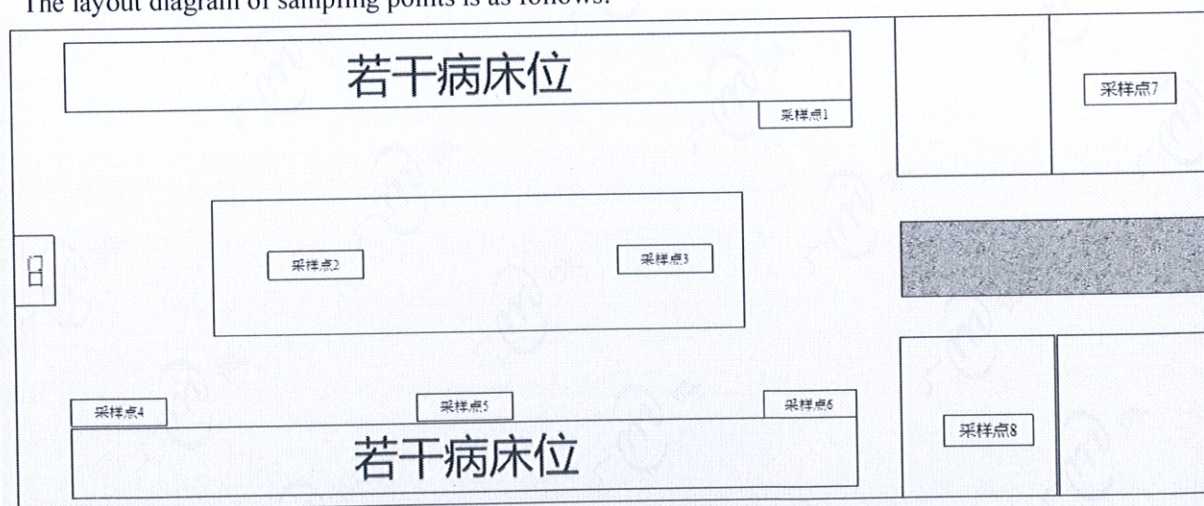 The layout diagram of sampling points is as follows:
若干病床位
采样点1
采样点7
采样点2
采样点3
门口
采样点4
采样点5
采样点6
若干病床位
采样点8